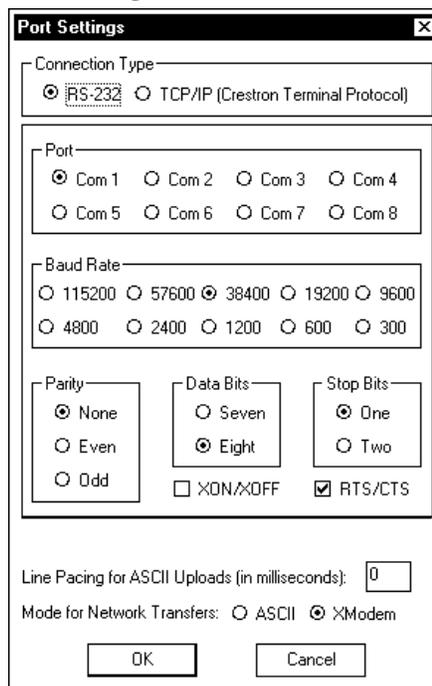 Port Settings
Connection Type
RS-232 TCP/IP (Crestron Terminal Protocol)
Port
Com 1 Com 2 Com 3 Com 4
Com 5 Com 6 Com 7 Com 8
Baud Rate
115200 57600 38400 19200 9600
4800 2400 1200 600 300
Parity
None
Even
Odd
Data Bits
Seven
Eight
Stop Bits
One
Two
XON/XOFF RTS/CTS
Line Pacing for ASCII Uploads (in milliseconds): 0
Mode for Network Transfers: ASCII XModem
OK Cancel